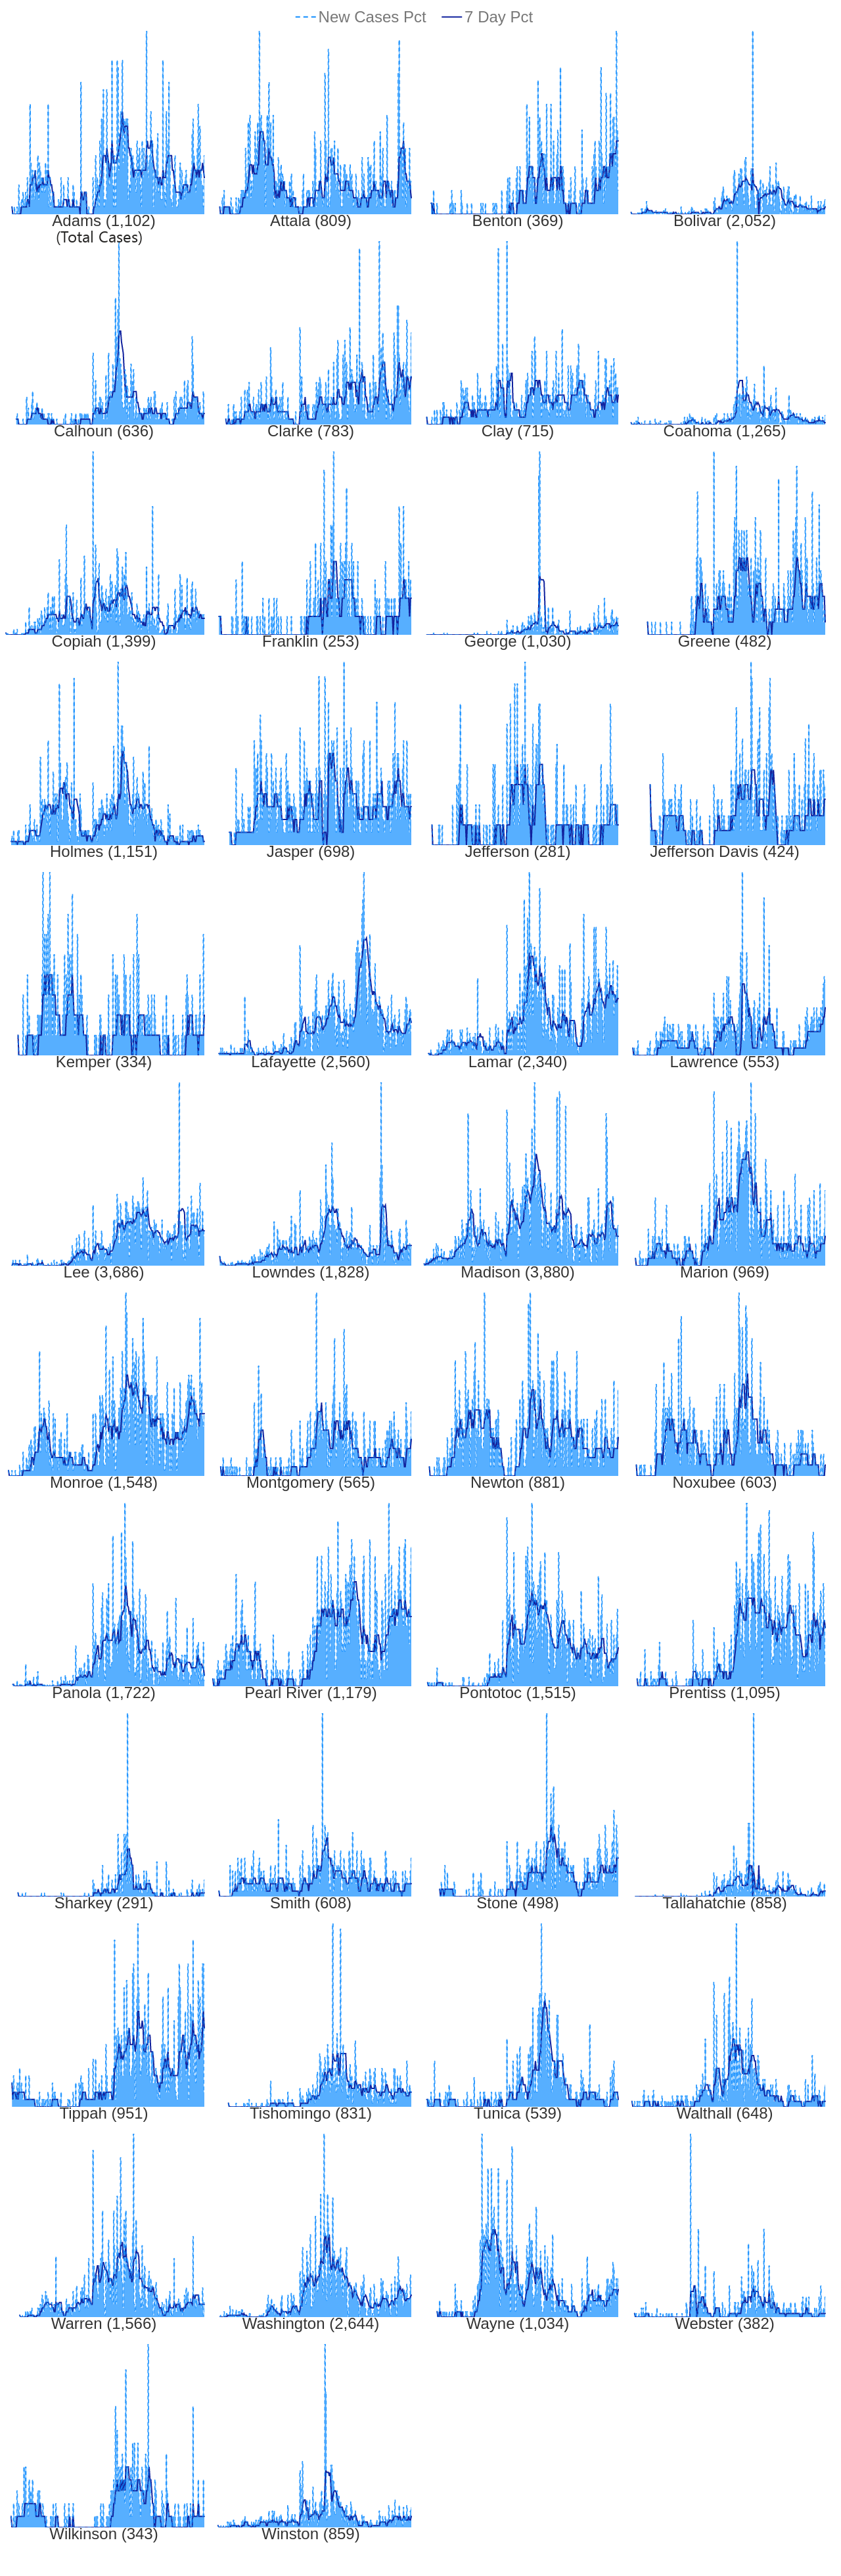 New Cases Pct 7 Day Pct
Adams (1,102) Attala (809) Benton (369) Bolivar (2,052)
(Total Cases)
Calhoun (636) Clarke (783) Clay (715) Coahoma (1,265)
Copiah (1,399) Franklin (253) George (1,030) Greene (482)
Holmes (1,151) Jasper (698) Jefferson (281) Jefferson Davis (424)
Kemper (334) Lafayette (2,560) Lamar (2,340) Lawrence (553)
Lee (3,686) Lowndes (1,828) Madison (3,880) Marion (969)
Monroe (1,548) Montgomery (565) Newton (881) Noxubee (603)
Panola (1,722) Pearl River (1,179) Pontotoc (1,515) Prentiss (1,095)
Sharkey (291) Smith (608) Stone (498) Tallahatchie (858)
Tippah (951) Tishomingo (831) Tunica (539) Walthall (648)
Warren (1,566) Washington (2,644) Wayne (1,034) Webster (382)
Wilkinson (343) Winston (859)